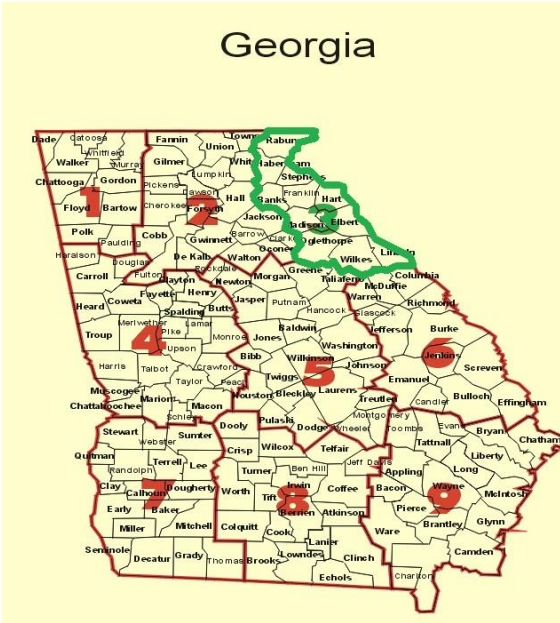 Georgia
Dade
Catoosa
Fannin
Towns
Rabun
Whitfield
Union
Walker
Murray
Gilmer
White
Habersham
Lumpkin
Stephens
Chattooga
Gordon
Pickens
Dawson
Franklin
Hart
Hall
Banks
Floyd
1
Bartow
Cherokee
2
Forsyth
Jackson
Madison
3
Elbert
Polk
Cobb
Gwinnett
Barrow
Clarke
Oglethorpe
Paulding
Oconee
Lincoln
Haralson
Douglas
De Kalb
Walton
Wilkes
Rockdale
Greene
Carroll
Fulton
Clayton
Newton
Morgan
Taliaferro
Columbia
McDuffie
Fayette
Henry
Warren
Heard
Coweta
Jasper
Putnam
Richmond
Spalding
Butts
Hancock
Glascock
Meriwether
Lamar
Troup
4
Pike
Monroe
Baldwin
Jefferson
Burke
Upson
Jones
Washington
Harris
Talbot
Crawford
Bibb
Wilkinson
6
Jenkins
5
Johnson
Screven
Taylor
Peach
Twiggs
Emanuel
Muscogee
Houston
Bleckley
Laurens
Marion
Treutlen
Candler
Bulloch
Effingham
Chattahoochee
Macon
Schley
Pulaski
Montgomery
Dooly
Dodge
Wheeler
Toombs
Evans
Bryan
Stewart
Webster
Sumter
Tattnall
Chatham
Crisp
Wilcox
Telfair
Quitman
Liberty
Randolph
Terrell
Lee
Turner
Ben Hill
Jeff Davis
Appling
Long
Clay
7
Calhoun
Dougherty
Worth
Tift
Irwin
8
Coffee
Bacon
Wayne
9
McIntosh
Early
Baker
Berrien
Atkinson
Pierce
Miller
Mitchell
Colquitt
Cook
Ware
Brantley
Glynn
Lanier
Seminole
Decatur
Grady
Thomas
Brooks
Lowndes
Clinch
Camden
Echols
Charlton